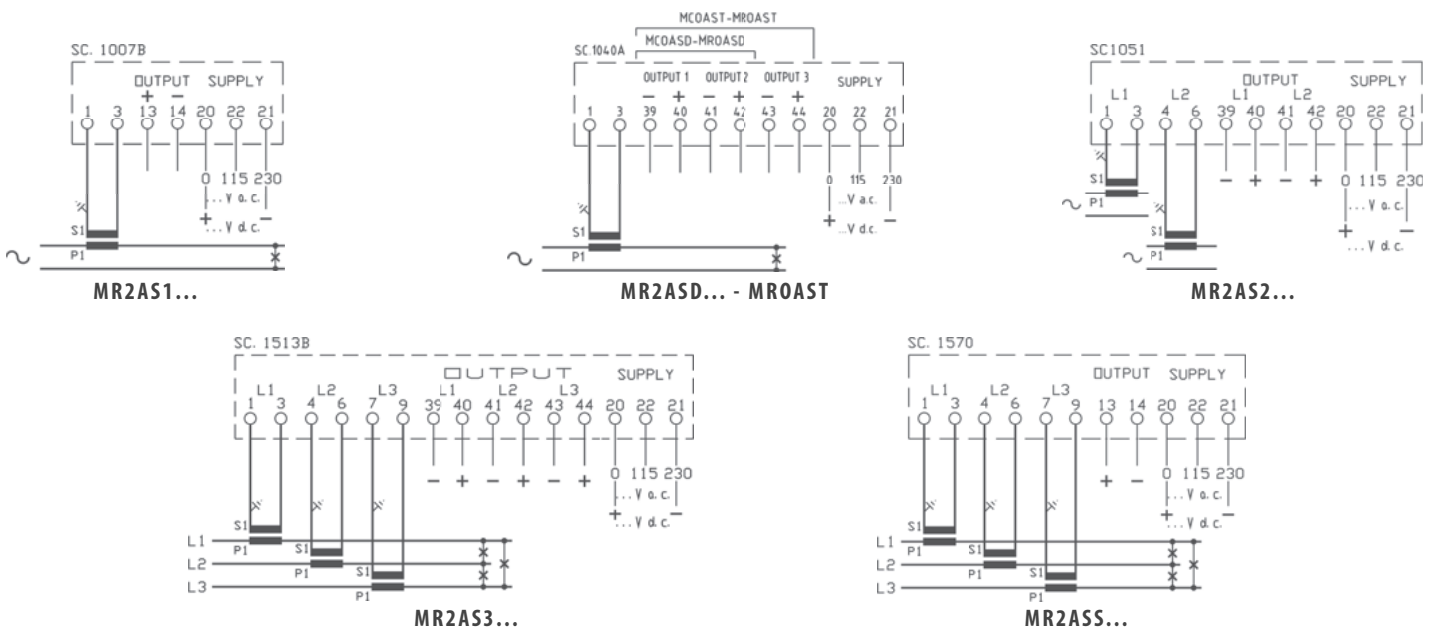 SC. 1007B
OUTPUT SUPPLY
+ −
1 3 13 14 20 22 21
0 115 230
...V a.c.
+ −
...V d.c.
S1
P1
MR2AS1...
MCOAST-MROAST
MCOASD-MROASD
SC.1040A
OUTPUT 1 OUTPUT 2 OUTPUT 3 SUPPLY
− + − + − +
1 3 39 40 41 42 43 44 20 22 21
0 115 230
...V a.c.
+ −
...V d.c.
S1
P1
MR2ASD... - MROAST
SC1051
OUTPUT SUPPLY
L1 L2 L1 L2
1 3 4 6 39 40 41 42 20 22 21
− + − + 0 115 230
...V a.c.
+ −
...V d.c.
S1
P1
S1
P1
MR2AS2...
SC. 1513B
OUTPUT SUPPLY
L1 L2 L3 L1 L2 L3
1 3 4 6 7 9 39 40 41 42 43 44 20 22 21
− + − + − + 0 115 230
...V a.c.
+ −
...V d.c.
S1
L1 P1 S1
L2 P1 S1
L3 P1
MR2AS3...
SC. 1570
OUTPUT SUPPLY
L1 L2 L3
1 3 4 6 7 9 13 14 20 22 21
+ − 0 115 230
...V a.c.
+ −
...V d.c.
S1
L1 P1 S1
L2 P1 S1
L3 P1
MR2ASS...